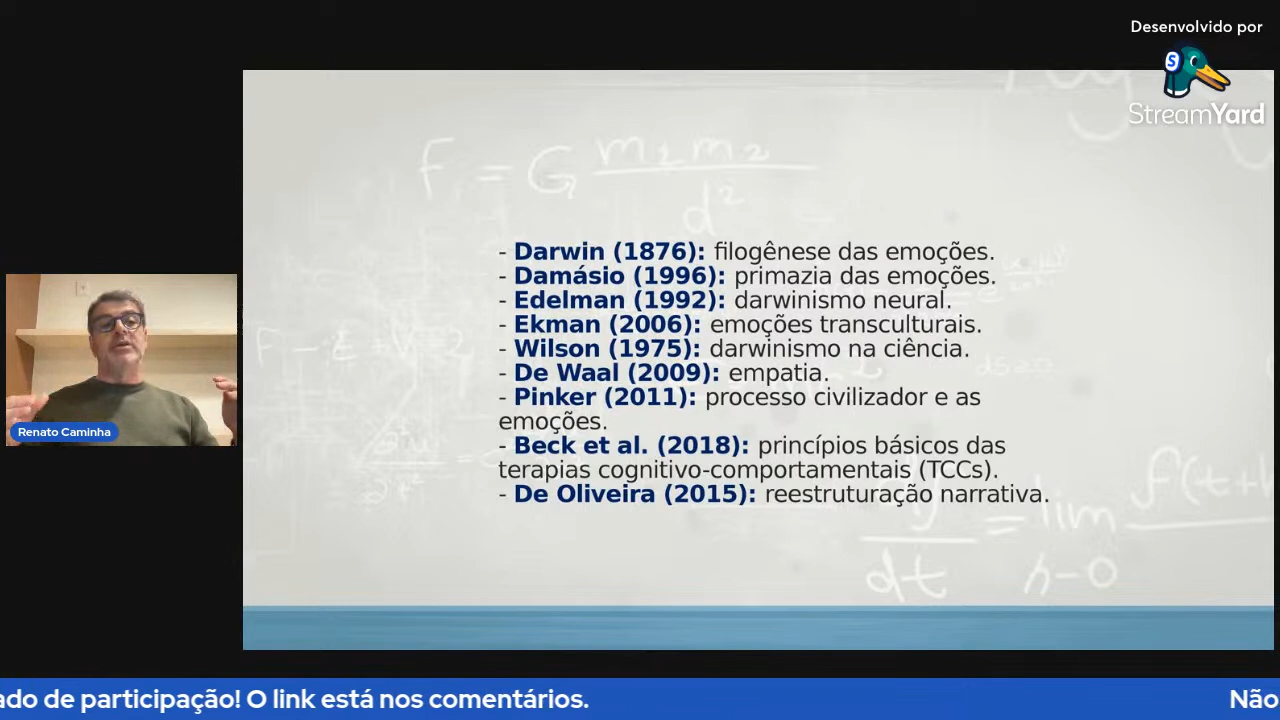 Desenvolvido por
StreamYard
- Darwin (1876): filogênese das emoções.
- Damásio (1996): primazia das emoções.
- Edelman (1992): darwinismo neural.
- Ekman (2006): emoções transculturais.
- Wilson (1975): darwinismo na ciência.
- De Waal (2009): empatia.
- Pinker (2011): processo civilizador e as
emoções.
- Beck et al. (2018): princípios básicos das
terapias cognitivo-comportamentais (TCCs).
- De Oliveira (2015): reestruturação narrativa.
Renato Caminha
ado de participação! O link está nos comentários.
Não